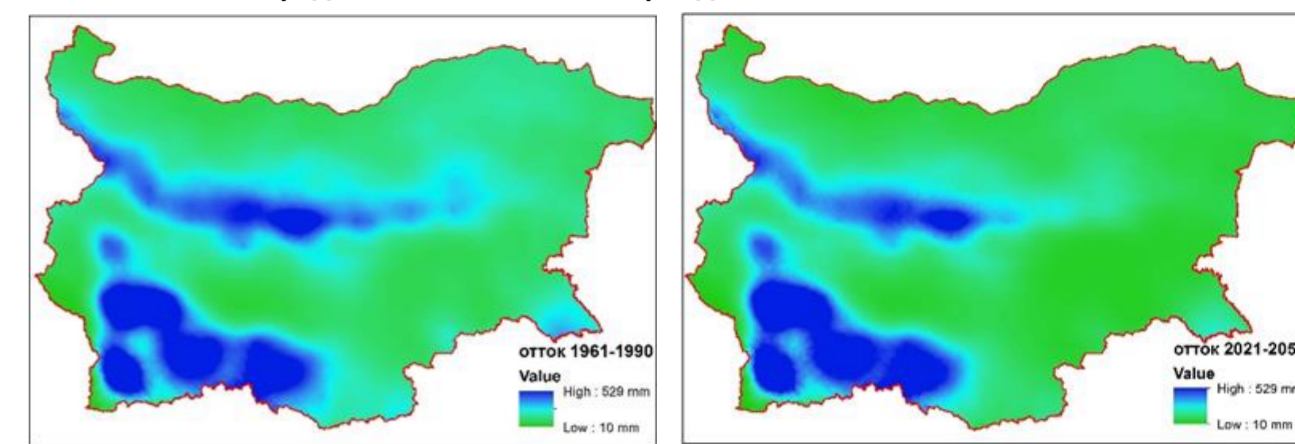 отток 1961-1990
Value
High : 529 mm
Low : 10 mm
отток 2021-205
Value
High : 529 m
Low : 10 mm